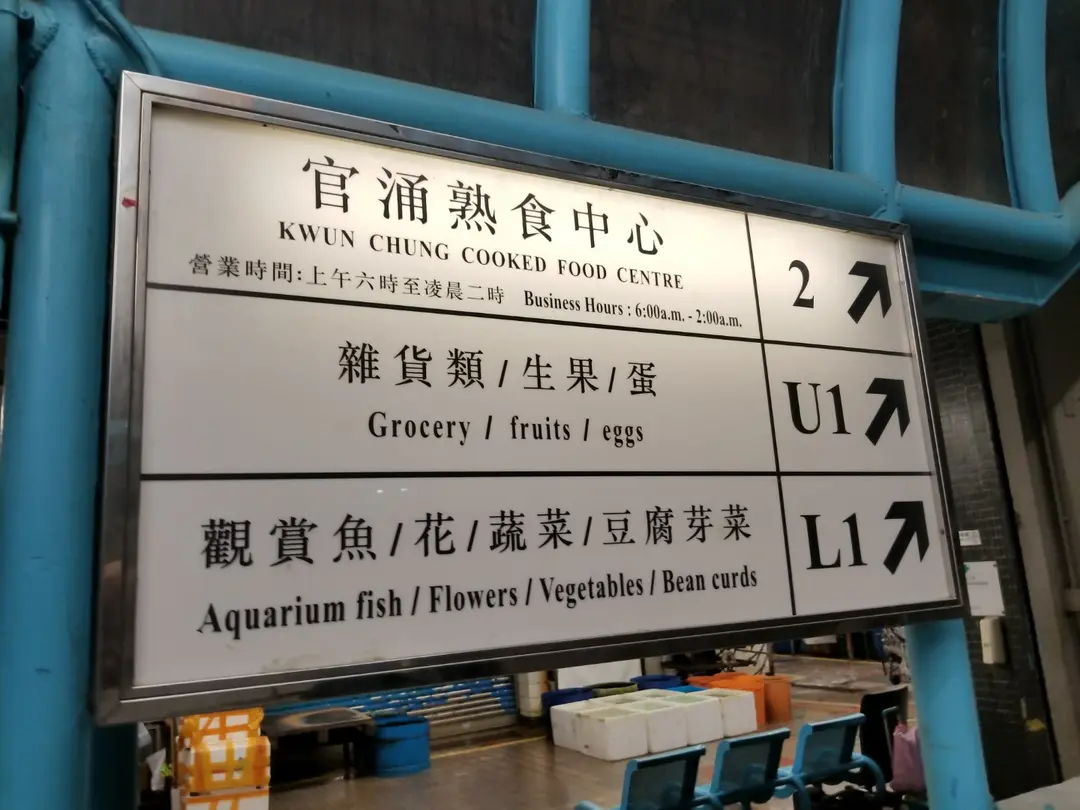 官涌熟食中心
KWUN CHUNG COOKED FOOD CENTRE
營業時間:上午六時至凌晨二時 Business Hours : 6:00a.m. - 2:00a.m.
2
雜貨類/生果/蛋
Grocery / fruits / eggs
U1
觀賞魚/花/蔬菜/豆腐芽菜
Aquarium fish / Flowers / Vegetables / Bean curds
L1